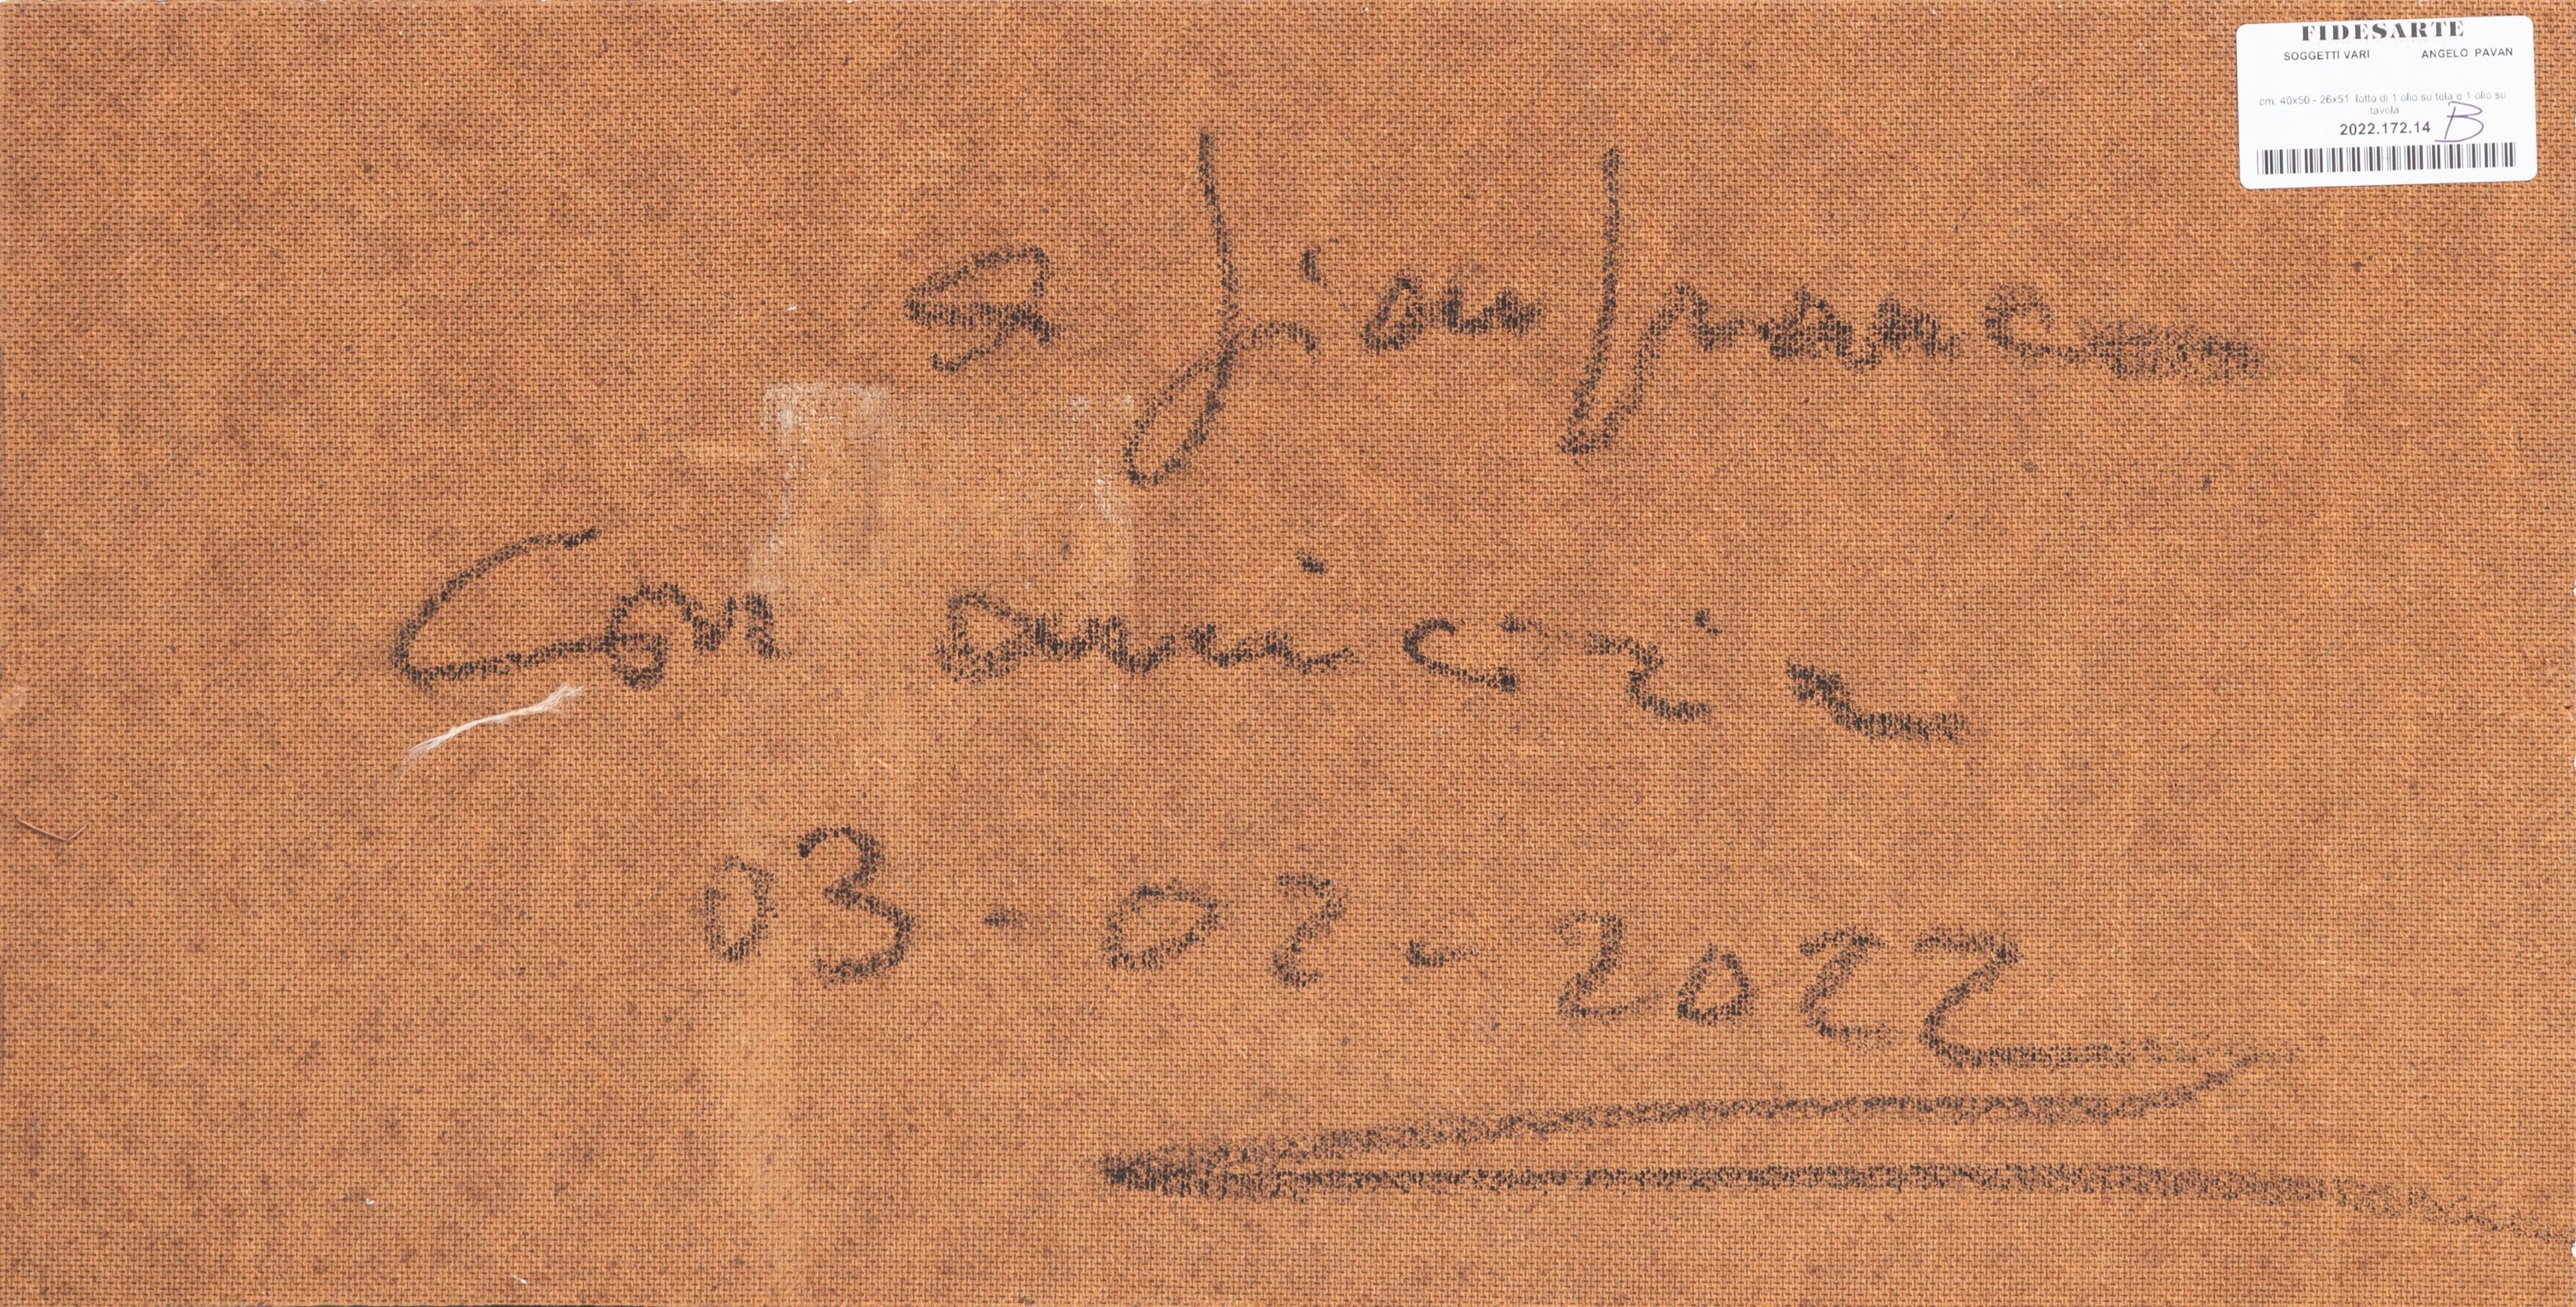 FIDESARTE
SOGGETTI VARI ANGELO PAVAN
cm. 40x50 - 26x51 lotto di 1 olio su tela e 1 olio su
tavola
2022.172.14 B
a gianfranco
Con amicizia
03-02-2022